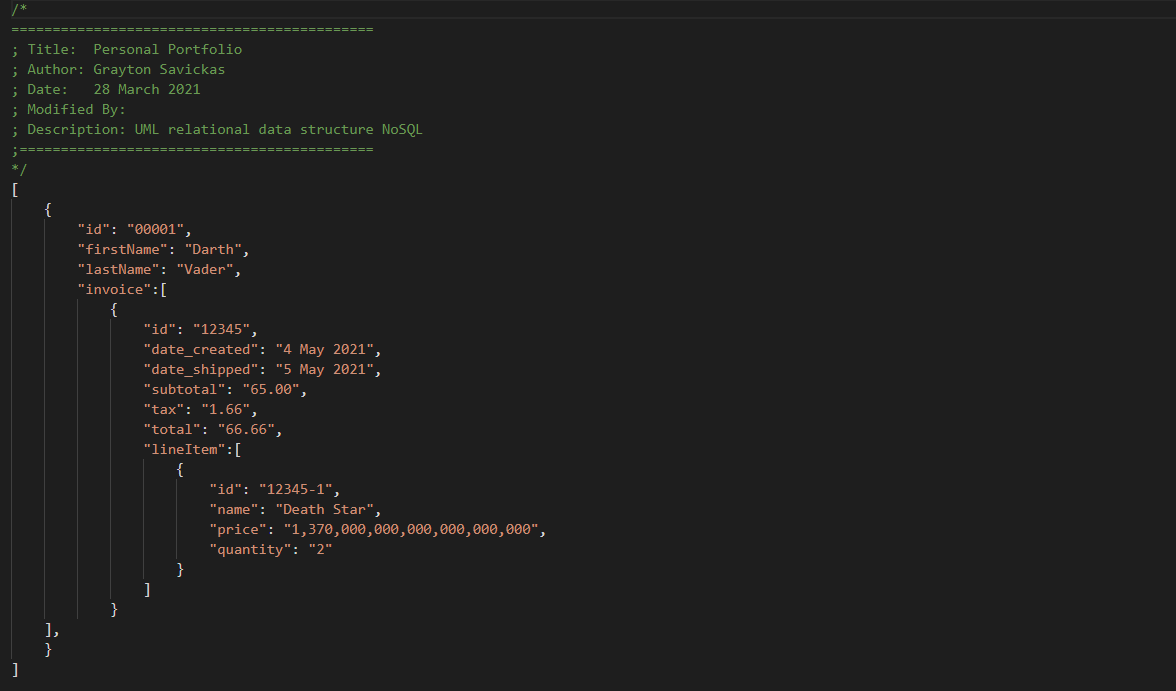 /*
============================================
; Title:  Personal Portfolio
; Author: Grayton Savickas
; Date:   28 March 2021
; Modified By:
; Description: UML relational data structure NoSQL
;===========================================
*/
[
    {
        "id": "00001",
        "firstName": "Darth",
        "lastName": "Vader",
        "invoice":[
            {
                "id": "12345",
                "date_created": "4 May 2021",
                "date_shipped": "5 May 2021",
                "subtotal": "65.00",
                "tax": "1.66",
                "total": "66.66",
                "lineItem":[
                    {
                        "id": "12345-1",
                        "name": "Death Star",
                        "price": "1,370,000,000,000,000,000,000",
                        "quantity": "2"
                    }
                ]
            }
    ],
    }
]